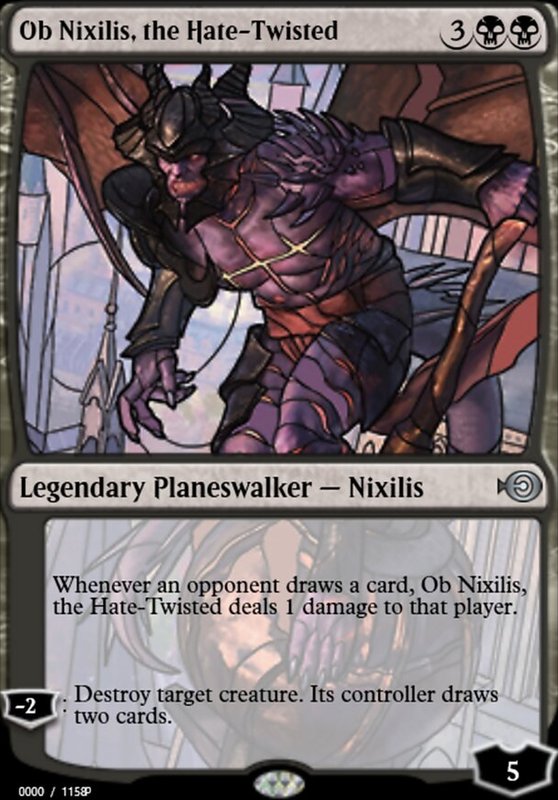 Ob Nixilis, the Hate-Twisted 3
Legendary Planeswalker — Nixilis
Whenever an opponent draws a card, Ob Nixilis,
the Hate-Twisted deals 1 damage to that player.
-2 : Destroy target creature. Its controller draws
two cards.
5
0000 / 1158P